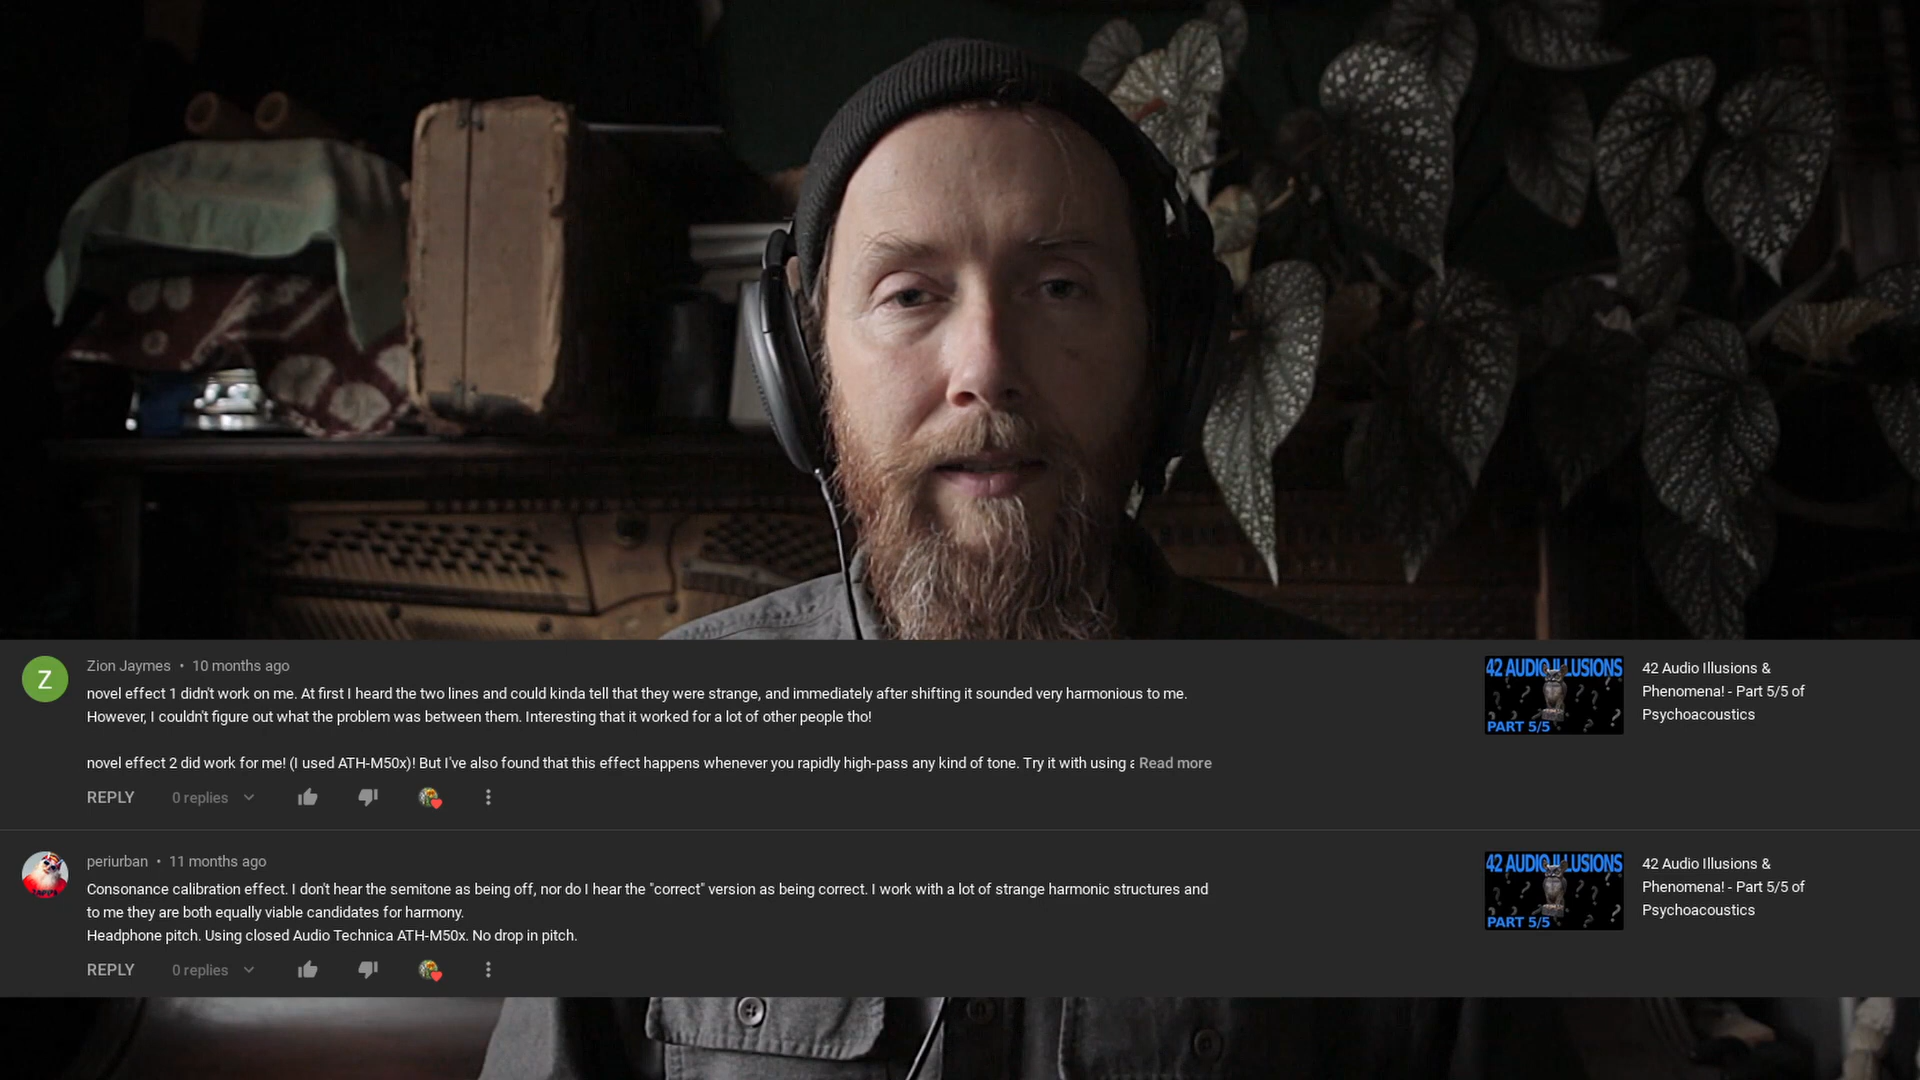 Z
Zion Jaymes • 10 months ago
novel effect 1 didn't work on me. At first I heard the two lines and could kinda tell that they were strange, and immediately after shifting it sounded very harmonious to me.
However, I couldn't figure out what the problem was between them. Interesting that it worked for a lot of other people tho!
novel effect 2 did work for me! (I used ATH-M50x)! But I've also found that this effect happens whenever you rapidly high-pass any kind of tone. Try it with using Read more
REPLY 0 replies
42 AUDIO ILLUSIONS
PART 5/5
42 Audio Illusions &
Phenomena! - Part 5/5 of
Psychoacoustics
periurban • 11 months ago
Consonance calibration effect. I don't hear the semitone as being off, nor do I hear the "correct" version as being correct. I work with a lot of strange harmonic structures and
to me they are both equally viable candidates for harmony.
Headphone pitch. Using closed Audio Technica ATH-M50x. No drop in pitch.
REPLY 0 replies
42 AUDIO ILLUSIONS
PART 5/5
42 Audio Illusions &
Phenomena! - Part 5/5 of
Psychoacoustics